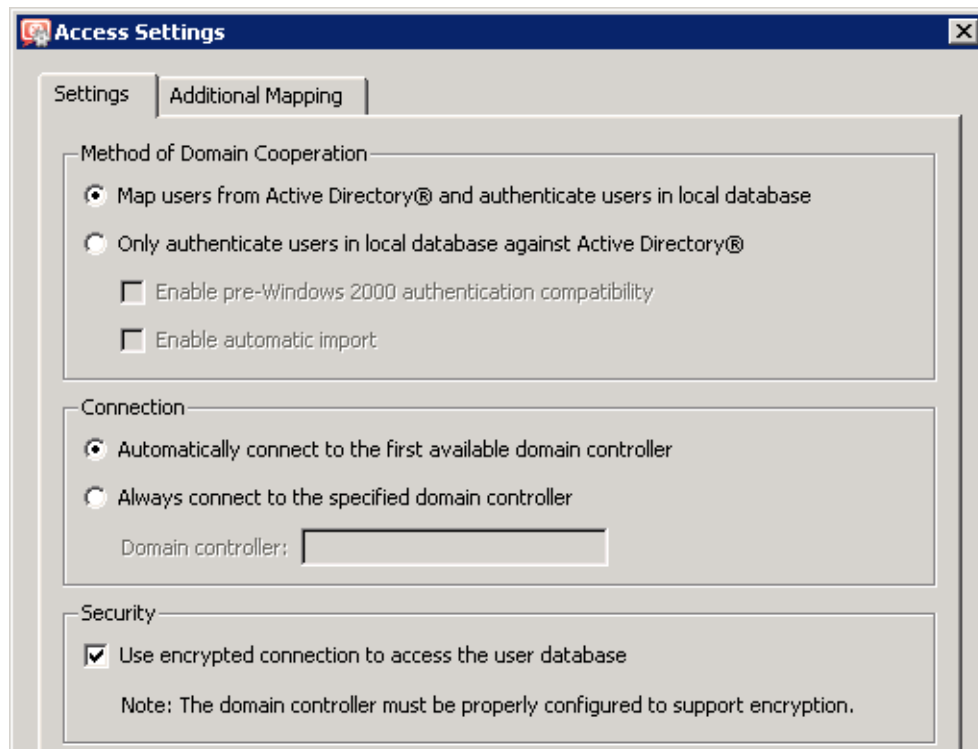 Access Settings
Settings
Additional Mapping
Method of Domain Cooperation
Map users from Active Directory® and authenticate users in local database
Only authenticate users in local database against Active Directory®
Enable pre-Windows 2000 authentication compatibility
Enable automatic import
Connection
Automatically connect to the first available domain controller
Always connect to the specified domain controller
Domain controller:
Security
Use encrypted connection to access the user database
Note: The domain controller must be properly configured to support encryption.